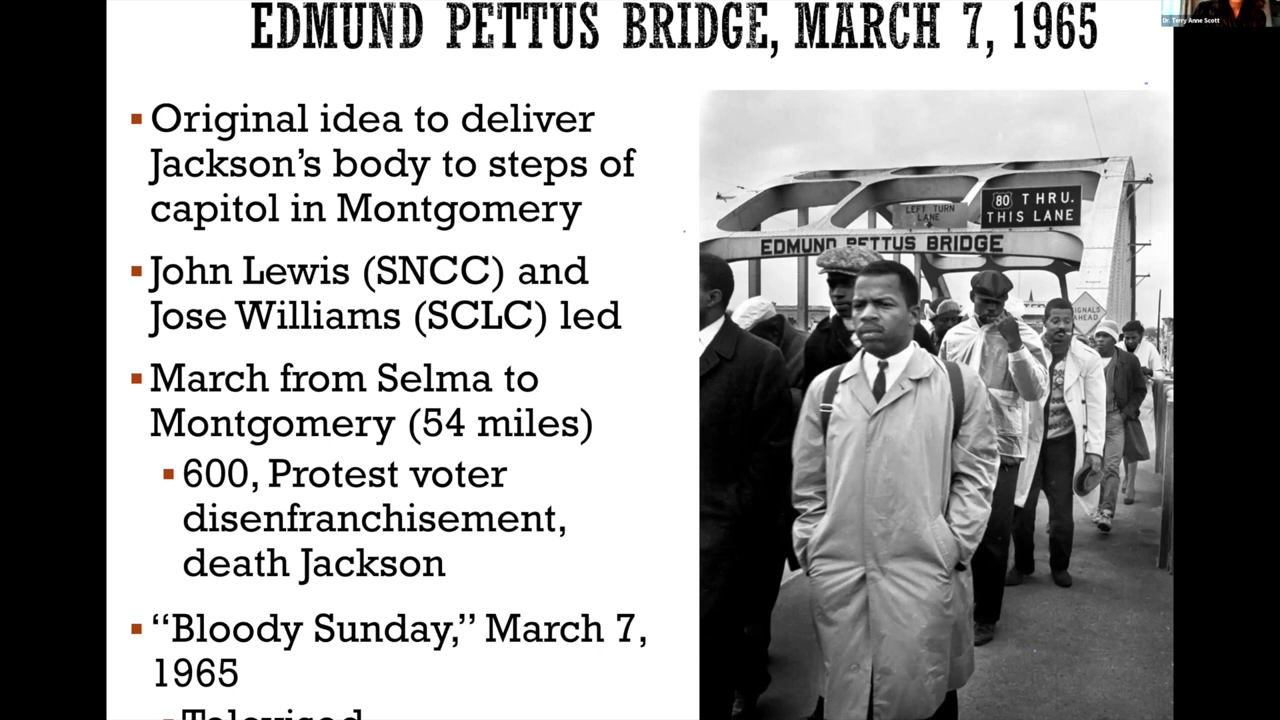 EDMUND PETTUS BRIDGE, MARCH 7, 1965
Dr. Terry Anne Scott
▪ Original idea to deliver
Jackson’s body to steps of
capitol in Montgomery
▪ John Lewis (SNCC) and
Jose Williams (SCLC) led
▪ March from Selma to
Montgomery (54 miles)
▪ 600, Protest voter
disenfranchisement,
death Jackson
▪ “Bloody Sunday,” March 7,
1965
▪ Televised
80 THRU.
THIS LANE
LEFT TURN
LANE
EDMUND PETTUS BRIDGE
SIGNALS
AHEAD